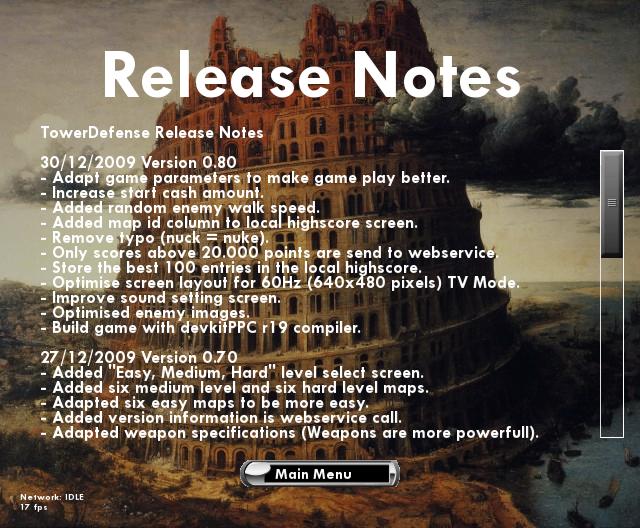 Release Notes
TowerDefense Release Notes
30/12/2009 Version 0.80
- Adapt game parameters to make game play better.
- Increase start cash amount.
- Added random enemy walk speed.
- Added map id column to local highscore screen.
- Remove typo (nuck = nuke).
- Only scores above 20.000 points are send to webservice.
- Store the best 100 entries in the local highscore.
- Optimise screen layout for 60Hz (640x480 pixels) TV Mode.
- Improve sound setting screen.
- Optimised enemy images.
- Build game with devkitPPC r19 compiler.
27/12/2009 Version 0.70
- Added "Easy, Medium, Hard" level select screen.
- Added six medium level and six hard level maps.
- Adapted six easy maps to be more easy.
- Added version information is webservice call.
- Adapted weapon specifications (Weapons are more powerfull).
Main Menu
Network: IDLE
17 fps